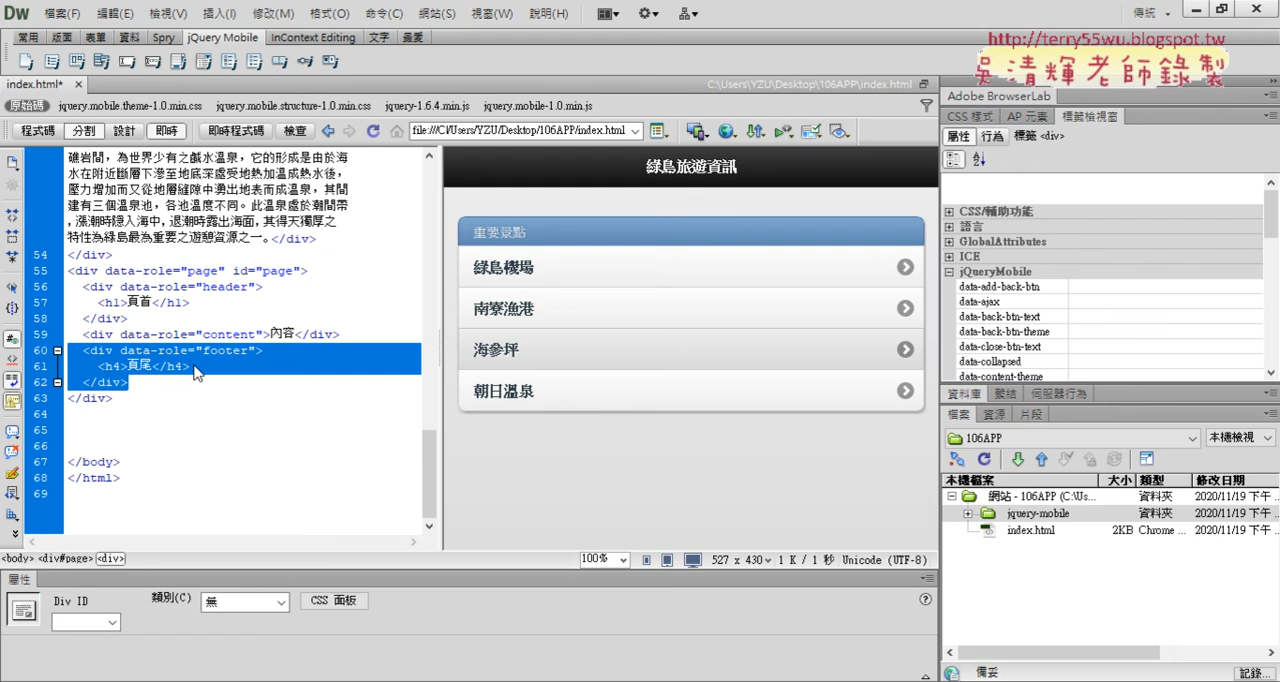 Dw 檔案(F) 編輯(E) 檢視(V) 插入(I) 修改(M) 格式(O) 命令(C) 網站(S) 視窗(W) 說明(H) 傳統
http://terry55wu.blogspot.tw
吳清輝老師錄製
常用 版面 表單 資料 Spry jQuery Mobile InContext Editing 文字 最愛
index.html*
C:\Users\YZU\Desktop\106APP\index.html
原始碼 jquery.mobile.theme-1.0.min.css jquery.mobile.structure-1.0.min.css jquery-1.6.4.min.js jquery.mobile-1.0.min.js
程式碼 分割 設計 即時 即時程式碼 檢查 file:///C|/Users/YZU/Desktop/106APP/index.html
礁岩間，為世界少有之鹹水溫泉，它的形成是由於海
水在附近斷層下滲至地底深處受地熱加溫成熱水後，
壓力增加而又從地層縫隙中湧出地表而成溫泉，其間
建有三個溫泉池，各池溫度不同。此溫泉處於潮間帶
，漲潮時隱入海中，退潮時露出海面，其得天獨厚之
特性為綠島最為重要之遊憩資源之一。</div>
54 </div>
55 <div data-role="page" id="page">
56 <div data-role="header">
57 <h1>頁首</h1>
58 </div>
59 <div data-role="content">內容</div>
60 <div data-role="footer">
61 <h4>頁尾</h4>
62 </div>
63 </div>
64
65
66
67 </body>
68 </html>
69
綠島旅遊資訊
重要景點
綠島機場
南寮漁港
海參坪
朝日溫泉
<body> <div#page> <div>
100% 527 x 430 1 K / 1 秒 Unicode (UTF-8)
屬性
Div ID 類別(C) 無 CSS 面板
Adobe BrowserLab
CSS 樣式 AP 元素 標籤檢視窗
屬性 行為 標籤 <div>
CSS/輔助功能
語言
GlobalAttributes
ICE
jQueryMobile
data-add-back-btn
data-ajax
data-back-btn-text
data-back-btn-theme
data-close-btn-text
data-collapsed
data-content-theme
資料庫 繫結 伺服器行為
檔案 資源 片段
106APP 本機檢視
本機檔案 大小 類型 修改日期
網站 - 106APP (C:\Us... 資料夾 2020/11/19 下午...
jquery-mobile 資料夾 2020/11/19 下午...
index.html 2KB Chrome ... 2020/11/19 下午...
備妥 記錄...